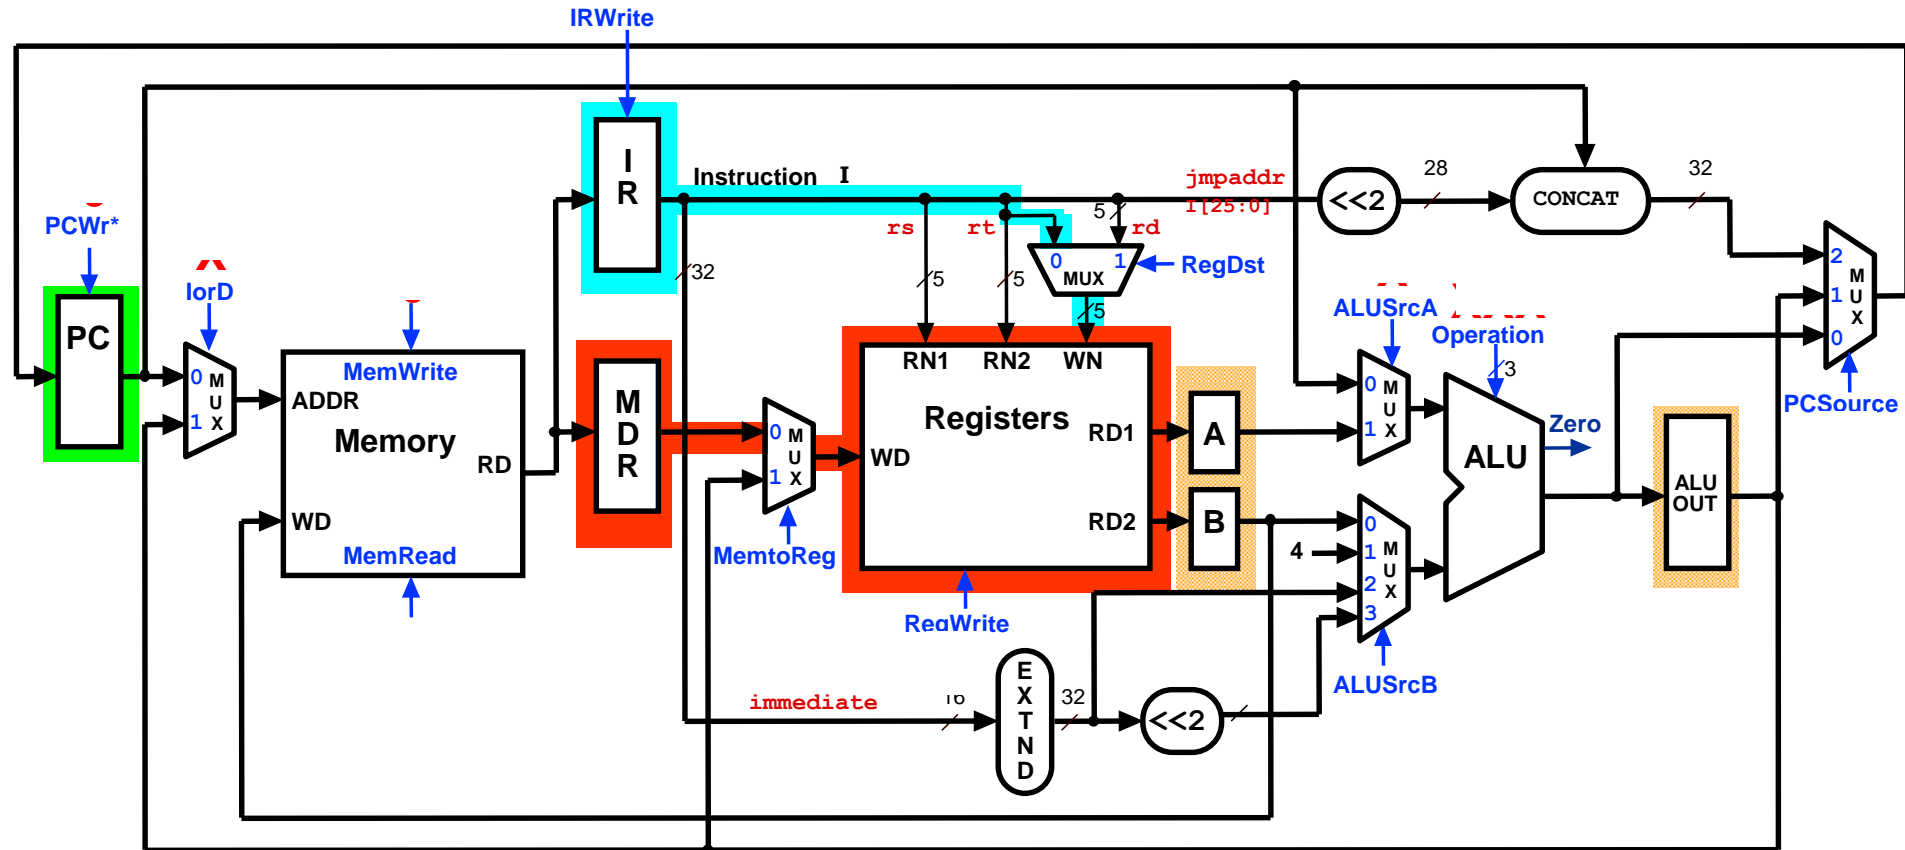 IRWrite
I
R
Instruction I
jmpaddr
I[25:0]
<<2
28
CONCAT
32
5
rs
rt
rd
PCWr*
IorD
PC
32
5
5
0
1
MUX
RegDst
5
2
1
0
M
U
X
PCSource
ALUSrcA
Operation
3
MemWrite
ADDR
Memory
RD
WD
MemRead
0
1
M
U
X
M
D
R
0
1
M
U
X
MemtoReg
RN1
RN2
WN
Registers
RD1
WD
RD2
RegWrite
A
B
0
1
M
U
X
4
0
1
2
3
M
U
X
ALUSrcB
ALU
Zero
ALU
OUT
immediate
16
E
X
T
N
D
32
<<2